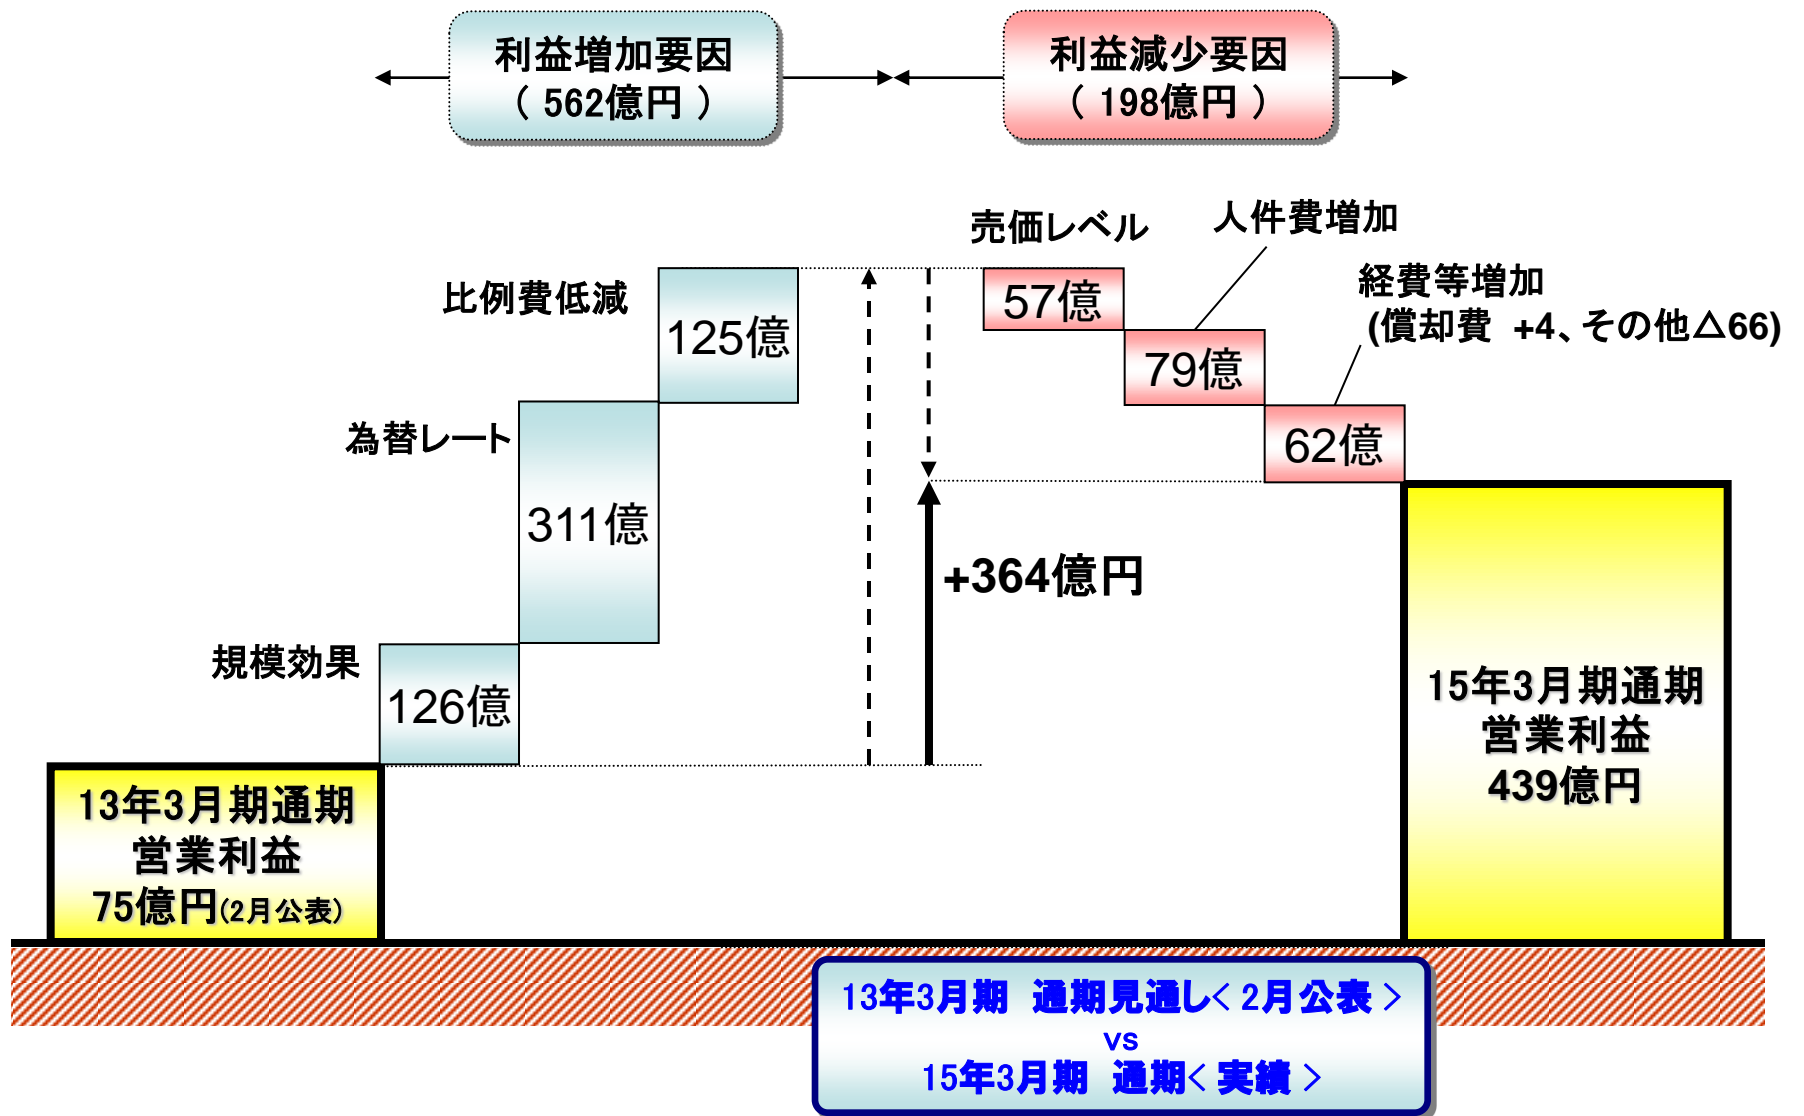 利益増加要因
（ 562億円 ）
利益減少要因
（ 198億円 ）
売価レベル
人件費増加
経費等増加
(償却費　+4、その他△66)
比例費低減
125億
57億
79億
62億
為替レート
311億
+364億円
規模効果
126億
13年3月期通期
営業利益
75億円(2月公表)
15年3月期通期
営業利益
439億円
13年3月期　通期見通し< 2月公表 >
vs
15年3月期　通期< 実績 >